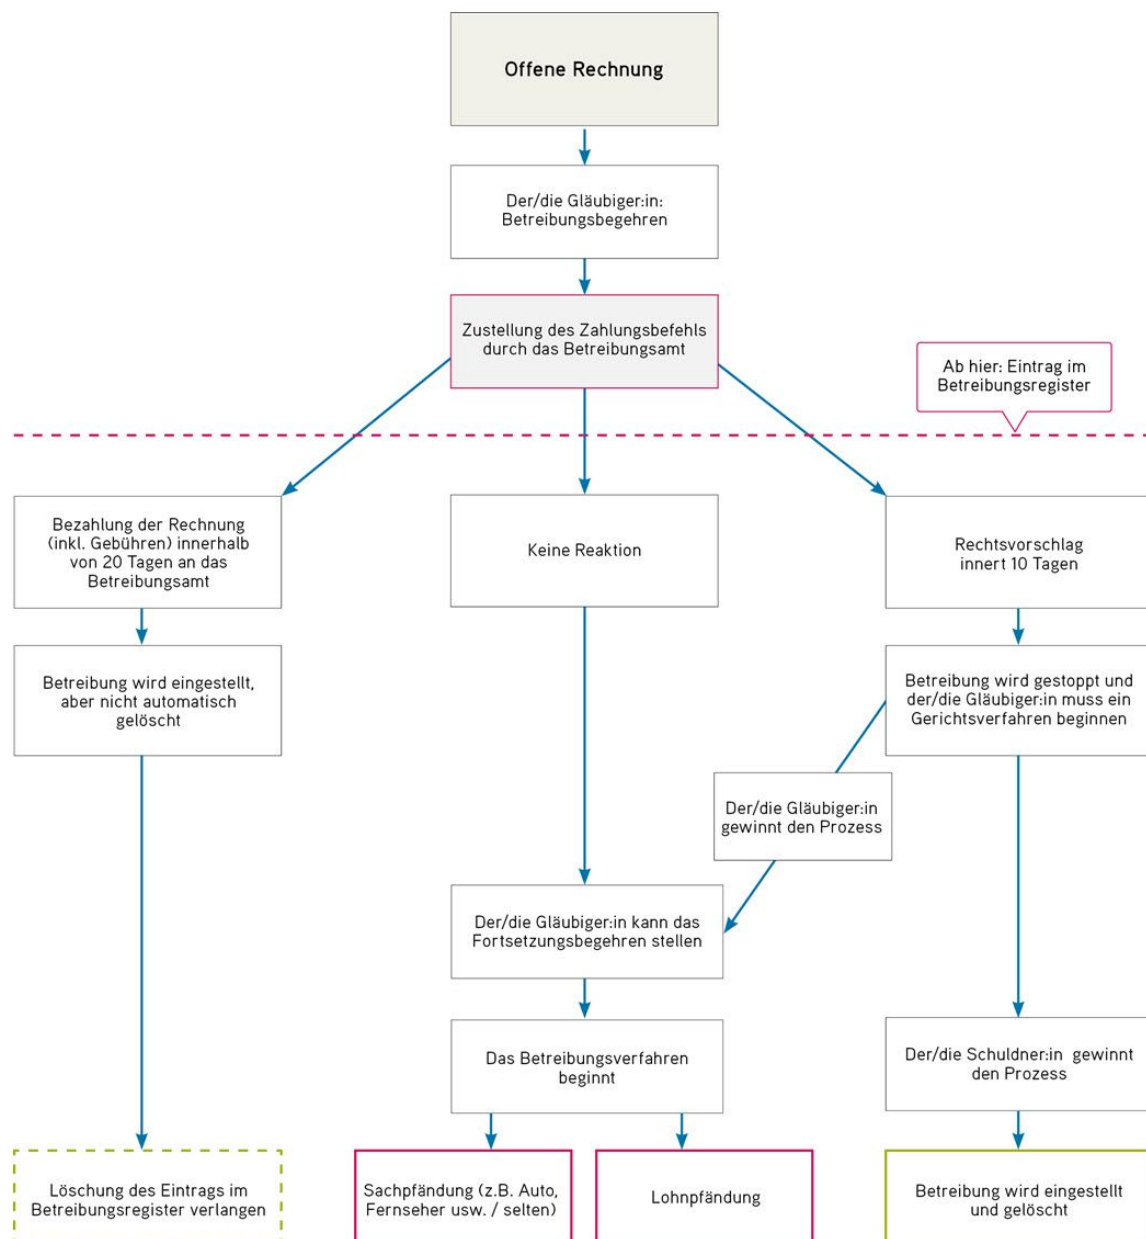 Offene Rechnung
Der/die Gläubiger:in:
Betreibungsbegehren
Zustellung des Zahlungsbefehls
durch das Betreibungsamt
Ab hier: Eintrag im
Betreibungsregister
Bezahlung der Rechnung
(inkl. Gebühren) innerhalb
von 20 Tagen an das
Betreibungsamt
Keine Reaktion
Rechtsvorschlag
innert 10 Tagen
Betreibung wird eingestellt,
aber nicht automatisch
gelöscht
Betreibung wird gestoppt und
der/die Gläubiger:in muss ein
Gerichtsverfahren beginnen
Der/die Gläubiger:in
gewinnt den Prozess
Der/die Gläubiger:in kann das
Fortsetzungsbegehren stellen
Das Betreibungsverfahren
beginnt
Der/die Schuldner:in gewinnt
den Prozess
Löschung des Eintrags im
Betreibungsregister verlangen
Sachpfändung (z.B. Auto,
Fernseher usw. / selten)
Lohnpfändung
Betreibung wird eingestellt
und gelöscht